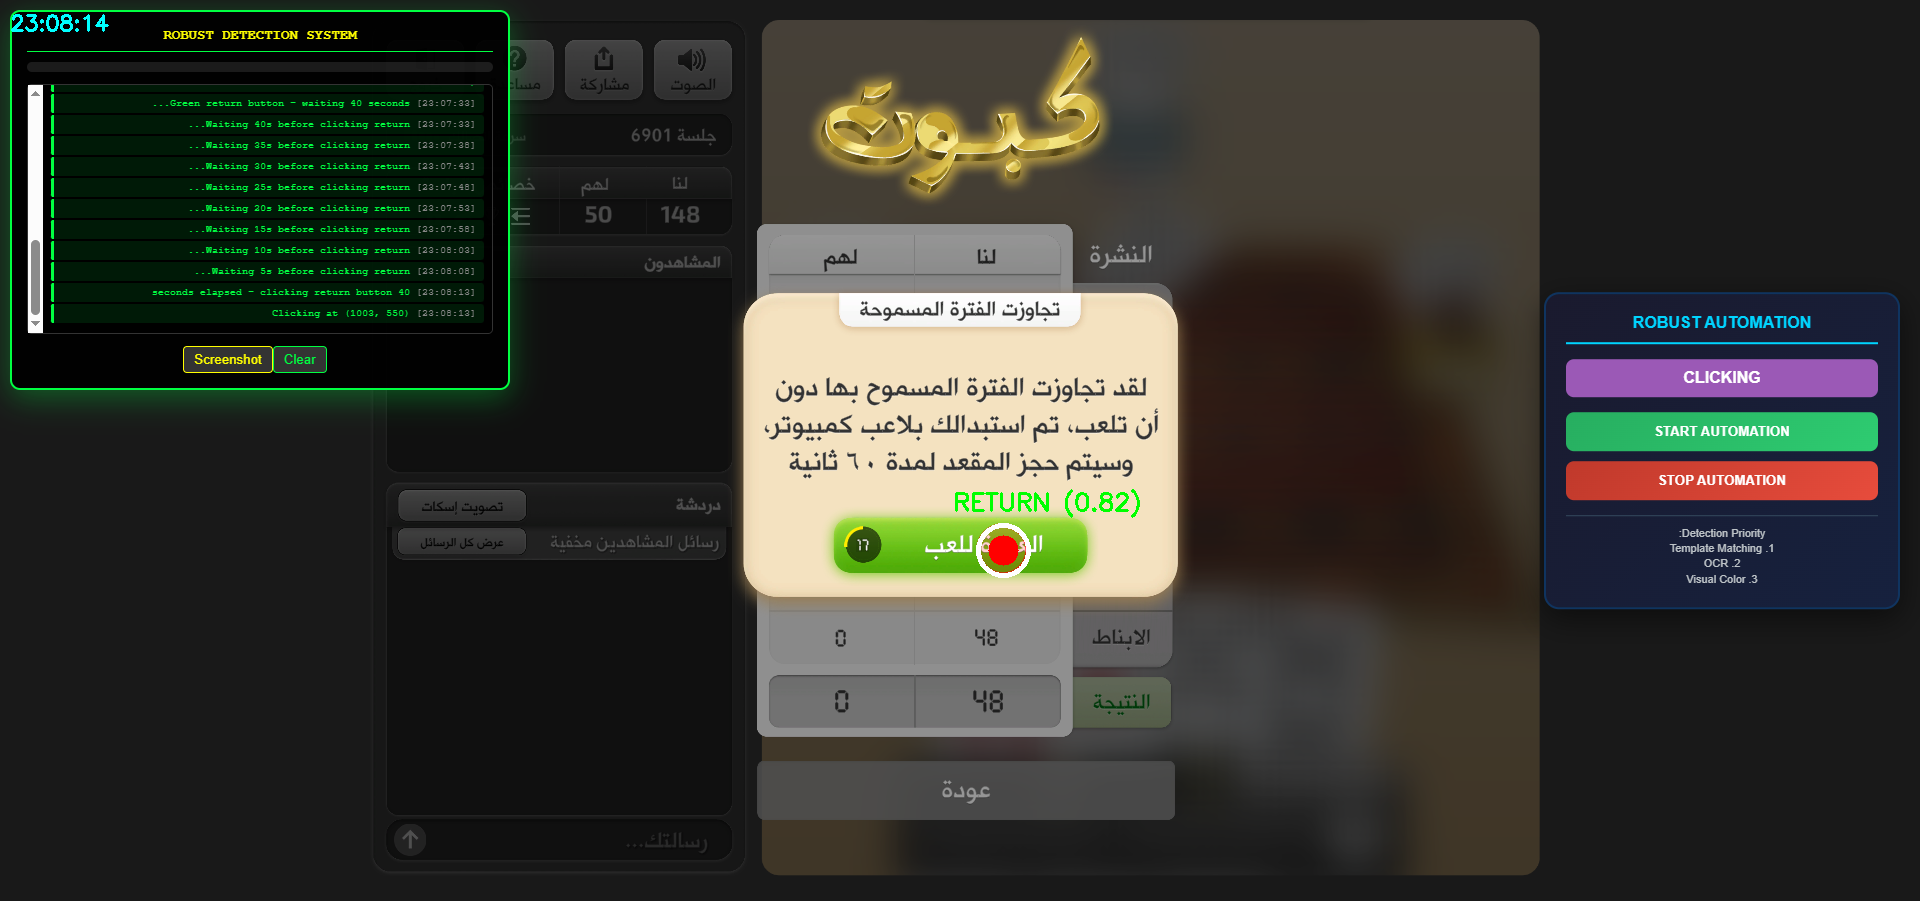 23:08:14
ROBUST DETECTION SYSTEM
...Green return button - waiting 40 seconds [23:07:33]
...Waiting 40s before clicking return [23:07:33]
...Waiting 35s before clicking return [23:07:38]
...Waiting 30s before clicking return [23:07:43]
...Waiting 25s before clicking return [23:07:48]
...Waiting 20s before clicking return [23:07:53]
...Waiting 15s before clicking return [23:07:58]
...Waiting 10s before clicking return [23:08:03]
...Waiting 5s before clicking return [23:08:08]
seconds elapsed - clicking return button 40 [23:08:13]
Clicking at (1003, 550) [23:08:13]
Screenshot
Clear
الصوت
مشاركة
جلسة 6901
لنا
لهم
148
50
المشاهدون
دردشة
تصويت إسكات
رسائل المشاهدين مخفية
عرض كل الرسائل
رسالتك...
كبوت
النشرة
لنا
لهم
تجاوزت الفترة المسموحة
لقد تجاوزت الفترة المسموح بها دون
أن تلعب، تم استبدالك بلاعب كمبيوتر،
وسيتم حجز المقعد لمدة ٦٠ ثانية
RETURN (0.82)
للعب
١٦
الابناط
48
0
النتيجة
48
0
عودة
ROBUST AUTOMATION
CLICKING
START AUTOMATION
STOP AUTOMATION
:Detection Priority
Template Matching .1
OCR .2
Visual Color .3